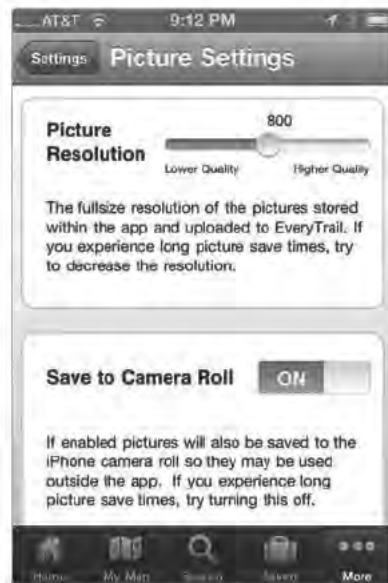 AT&T 9:12 PM
Settings Picture Settings
800
Picture
Resolution
Lower Quality Higher Quality
The fullsize resolution of the pictures stored
within the app and uploaded to EveryTrail. If
you experience long picture save times, try
to decrease the resolution.
Save to Camera Roll ON
If enabled pictures will also be saved to the
iPhone camera roll so they may be used
outside the app. If you experience long
picture save times, try turning this off.
Home My Map Search More